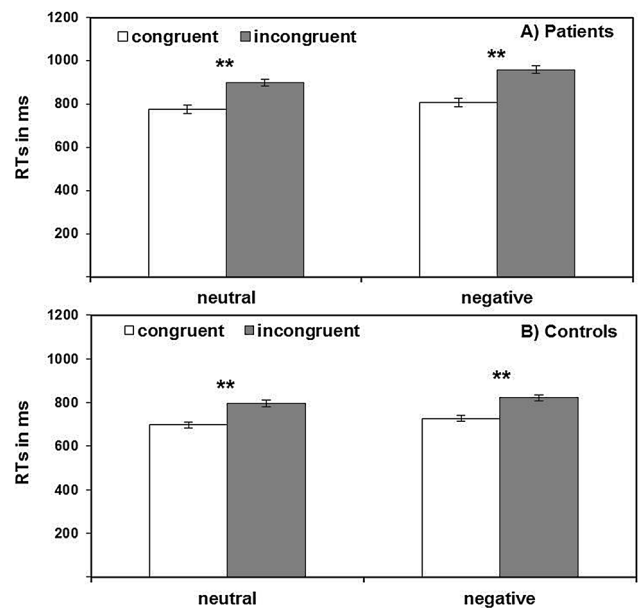 1200
congruent incongruent A) Patients
1000
** **
800
RTs in ms
600
400
200
neutral negative
1200
congruent incongruent B) Controls
1000
** **
800
RTs in ms
600
400
200
neutral negative